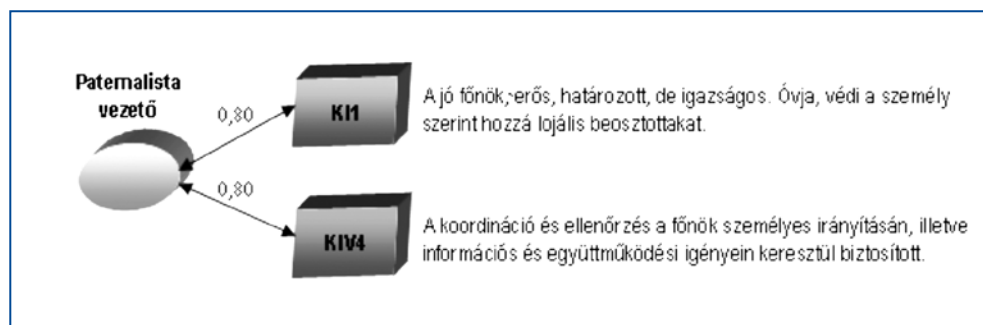 Paternalista
vezető
0,80
KI1
A jó főnök, erős, határozott, de igazságos. Óvja, védi a személy
szerint hozzá lojális beosztottakat.
0,80
KIV4
A koordináció és ellenőrzés a főnök személyes irányításán, illetve
információs és együttműködési igényein keresztül biztosított.